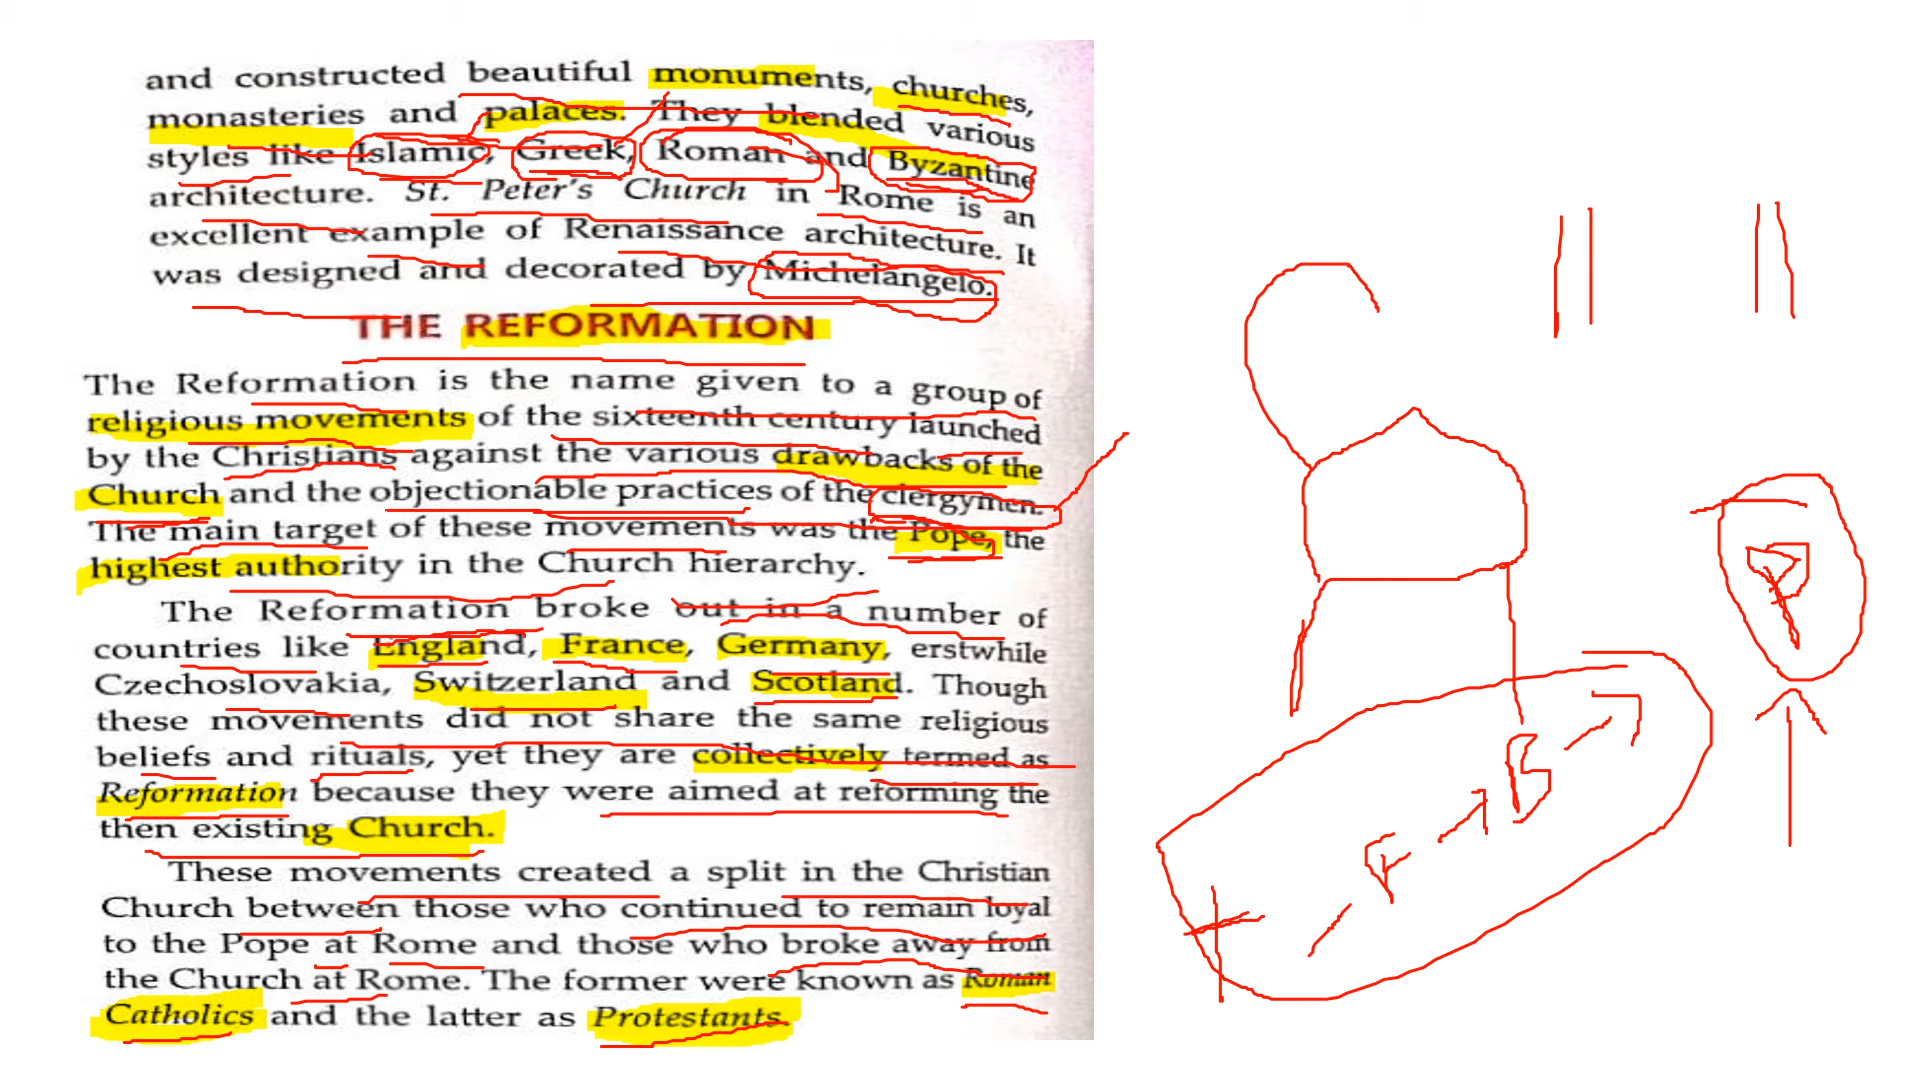 and constructed beautiful monuments, churches,
monasteries and palaces. They blended various
styles like Islamic, Greek, Roman and Byzantine
architecture. St. Peter's Church in Rome is an
excellent example of Renaissance architecture. It
was designed and decorated by Michelangelo.
THE REFORMATION
The Reformation is the name given to a group of
religious movements of the sixteenth century launched
by the Christians against the various drawbacks of the
Church and the objectionable practices of the clergymen.
The main target of these movements was the Pope, the
highest authority in the Church hierarchy.
The Reformation broke out in a number of
countries like England, France, Germany, erstwhile
Czechoslovakia, Switzerland and Scotland. Though
these movements did not share the same religious
beliefs and rituals, yet they are collectively termed as
Reformation because they were aimed at reforming the
then existing Church.
These movements created a split in the Christian
Church between those who continued to remain loyal
to the Pope at Rome and those who broke away from
the Church at Rome. The former were known as Roman
Catholics and the latter as Protestants.
P
F
B